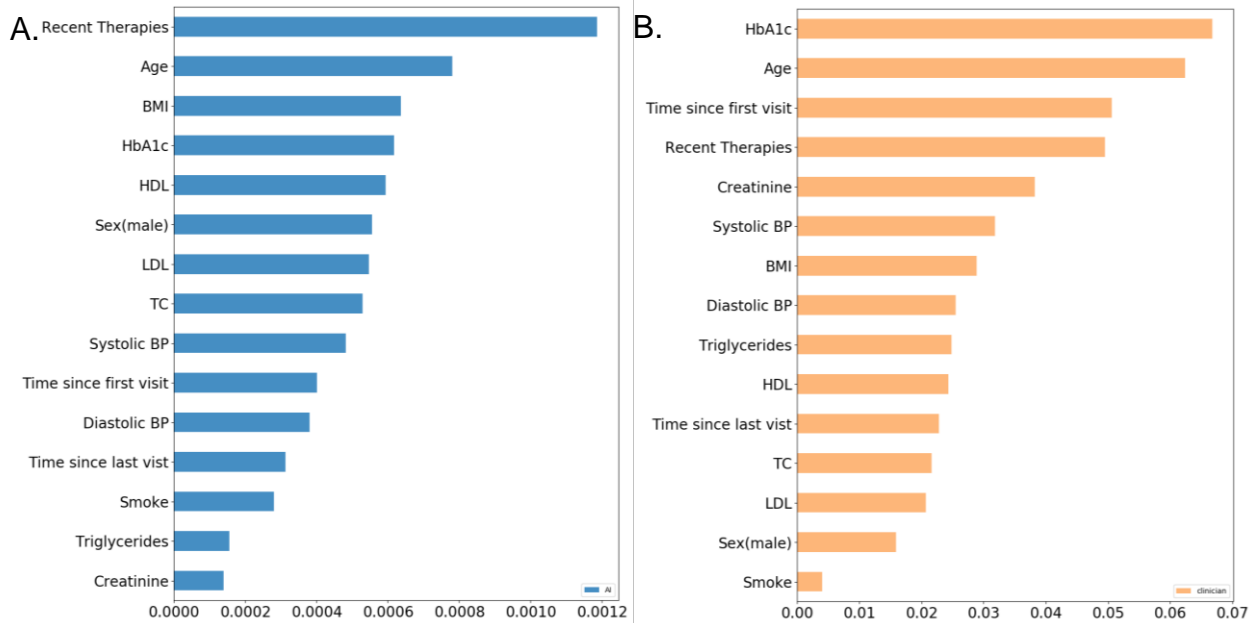 A.
Recent Therapies
Age
BMI
HbA1c
HDL
Sex(male)
LDL
TC
Systolic BP
Time since first visit
Diastolic BP
Time since last vist
Smoke
Triglycerides
Creatinine
AI
0.0000 0.0002 0.0004 0.0006 0.0008 0.0010 0.0012
B.
HbA1c
Age
Time since first visit
Recent Therapies
Creatinine
Systolic BP
BMI
Diastolic BP
Triglycerides
HDL
Time since last vist
TC
LDL
Sex(male)
Smoke
clinician
0.00 0.01 0.02 0.03 0.04 0.05 0.06 0.07